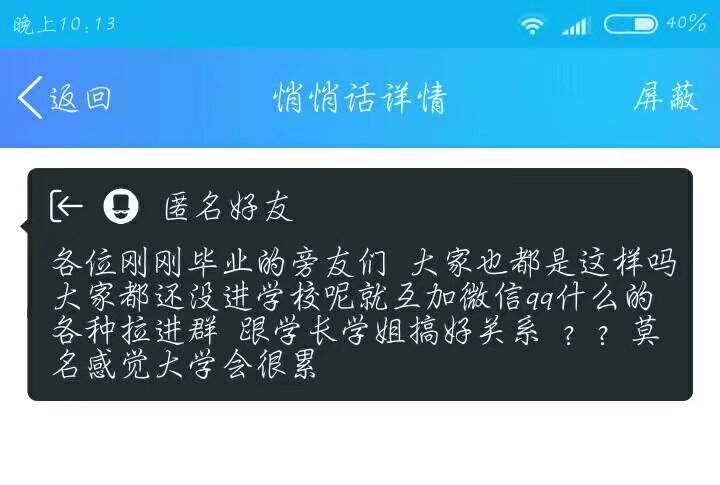 晚上10:13 40%
返回 悄悄话详情 屏蔽
匿名好友
各位刚刚毕业的旁友们 大家也都是这样吗
大家都还没进学校呢就互加微信qq什么的
各种拉进群 跟学长学姐搞好关系 ？？莫
名感觉大学会很累